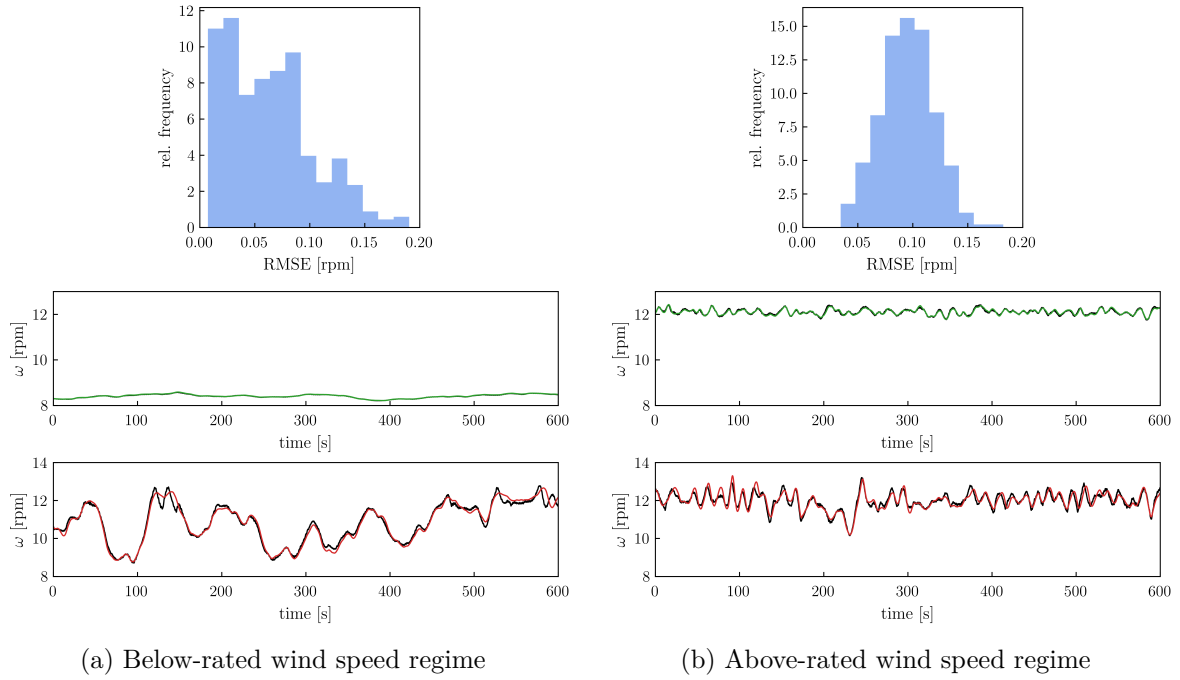 12
10
8
6
4
2
0
rel. frequency
0.00 0.05 0.10 0.15 0.20
RMSE [rpm]
15.0
12.5
10.0
7.5
5.0
2.5
0.0
rel. frequency
0.00 0.05 0.10 0.15 0.20
RMSE [rpm]
12
10
8
ω [rpm]
0 100 200 300 400 500 600
time [s]
12
10
8
ω [rpm]
0 100 200 300 400 500 600
time [s]
14
12
10
8
ω [rpm]
0 100 200 300 400 500 600
time [s]
14
12
10
8
ω [rpm]
0 100 200 300 400 500 600
time [s]
(a) Below-rated wind speed regime
(b) Above-rated wind speed regime